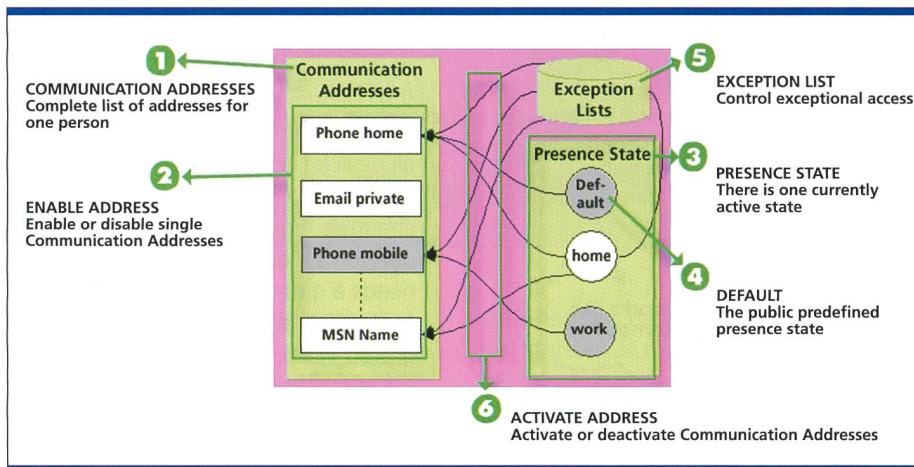 1
COMMUNICATION ADDRESSES
Complete list of addresses for
one person
2
ENABLE ADDRESS
Enable or disable single
Communication Addresses
Communication
Addresses
Phone home
Email private
Phone mobile
MSN Name
Exception
Lists
Presence State
Def-
ault
home
work
5
EXCEPTION LIST
Control exceptional access
3
PRESENCE STATE
There is one currently
active state
4
DEFAULT
The public predefined
presence state
6
ACTIVATE ADDRESS
Activate or deactivate Communication Addresses